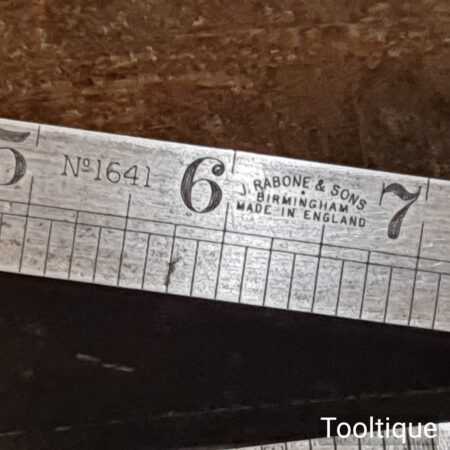 5 Nº1641 6 J. RABONE & SONS 7
BIRMINGHAM
MADE IN ENGLAND
Tooltique